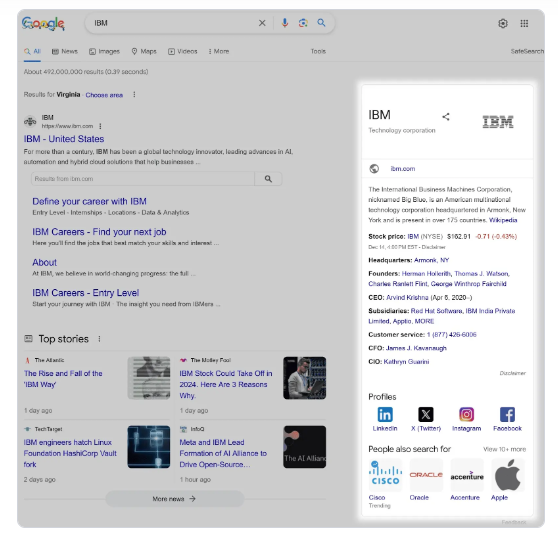 Google
IBM
All
News
Images
Maps
Videos
More
Tools
SafeSearch
About 492,000,000 results (0.39 seconds)
Results for Virginia · Choose area
IBM
https://www.ibm.com
IBM - United States
For more than a century, IBM has been a global technology innovator, leading advances in AI,
automation and hybrid cloud solutions that help businesses ...
Results from ibm.com
Define your career with IBM
Entry Level - Internships - Locations - Data & Analytics
IBM Careers - Find your next job
Here you'll find the jobs that best match your skills and interest ...
About
At IBM, we believe in world-changing progress: the full ...
IBM Careers - Entry Level
Start your journey with IBM · The insight you need from IBMers ...
Top stories
The Atlantic
The Rise and Fall of the
'IBM Way'
1 day ago
The Motley Fool
IBM Stock Could Take Off in
2024. Here Are 3 Reasons
Why.
1 day ago
TechTarget
IBM engineers hatch Linux
Foundation HashiCorp Vault
fork
2 days ago
InfoQ
Meta and IBM Lead
Formation of AI Alliance to
Drive Open-Source...
1 hour ago
The AI Allianc
More news →
IBM
Technology corporation
IBM
ibm.com
The International Business Machines Corporation,
nicknamed Big Blue, is an American multinational
technology corporation headquartered in Armonk, New
York and is present in over 175 countries. Wikipedia
Stock price: IBM (NYSE) $162.91 -0.71 (-0.43%)
Dec 14, 4:00 PM EST - Disclaimer
Headquarters: Armonk, NY
Founders: Herman Hollerith, Thomas J. Watson,
Charles Ranlett Flint, George Winthrop Fairchild
CEO: Arvind Krishna (Apr 6, 2020–)
Subsidiaries: Red Hat Software, IBM India Private
Limited, Apptio, MORE
Customer service: 1 (877) 426-6006
CFO: James J. Kavanaugh
CIO: Kathryn Guarini
Disclaimer
Profiles
LinkedIn
X (Twitter)
Instagram
Facebook
People also search for
View 10+ more
CISCO
ORACLE
accenture
Cisco
Trending
Oracle
Accenture
Apple
Feedback